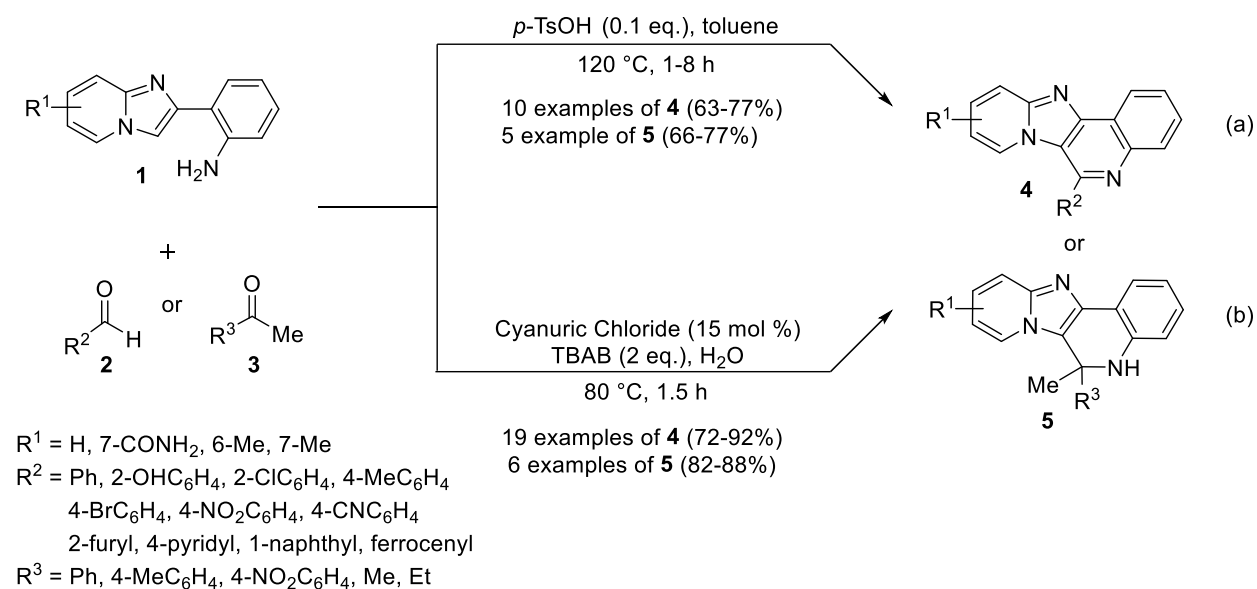 p-TsOH (0.1 eq.), toluene
120 °C, 1-8 h
10 examples of 4 (63-77%)
5 example of 5 (66-77%)
R¹
N
N
H₂N
1
+
O
R²
H
2
or
O
R³
Me
3
R¹
N
N
N
R²
4
(a)
or
R¹
N
N
NH
Me
R³
5
(b)
Cyanuric Chloride (15 mol %)
TBAB (2 eq.), H₂O
80 °C, 1.5 h
19 examples of 4 (72-92%)
6 examples of 5 (82-88%)
R¹ = H, 7-CONH₂, 6-Me, 7-Me
R² = Ph, 2-OHC₆H₄, 2-ClC₆H₄, 4-MeC₆H₄
4-BrC₆H₄, 4-NO₂C₆H₄, 4-CNC₆H₄
2-furyl, 4-pyridyl, 1-naphthyl, ferrocenyl
R³ = Ph, 4-MeC₆H₄, 4-NO₂C₆H₄, Me, Et